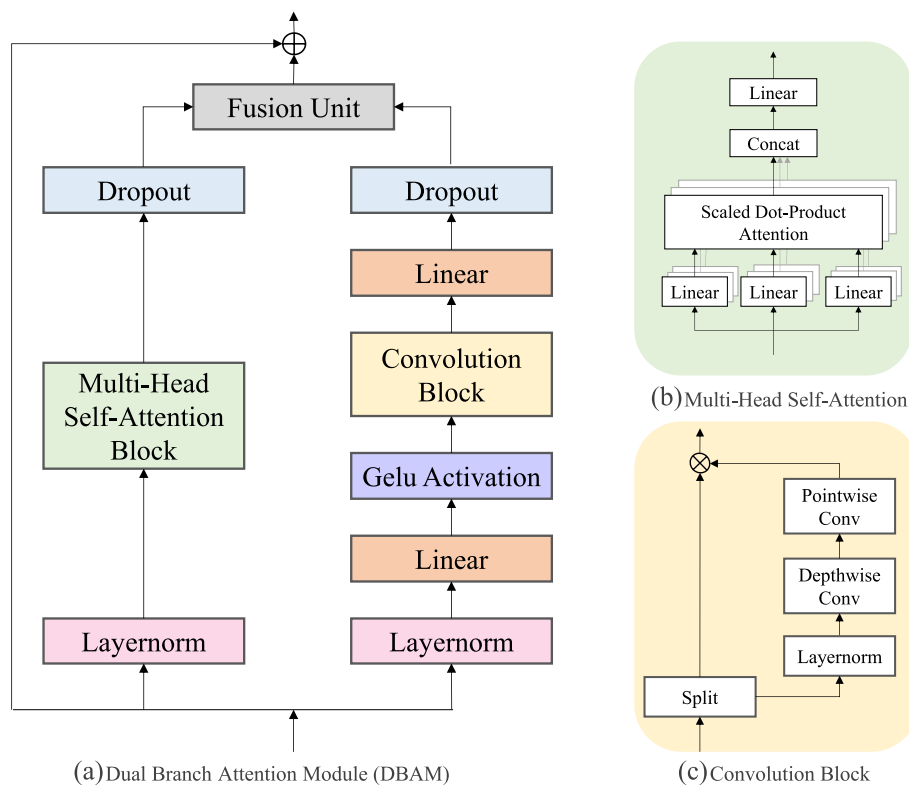 Fusion Unit
Dropout
Dropout
Linear
Multi-Head
Self-Attention
Block
Convolution
Block
Gelu Activation
Linear
Layernorm
Layernorm
(a) Dual Branch Attention Module (DBAM)
Linear
Concat
Scaled Dot-Product
Attention
Linear
Linear
Linear
(b) Multi-Head Self-Attention
Pointwise
Conv
Depthwise
Conv
Layernorm
Split
(c) Convolution Block